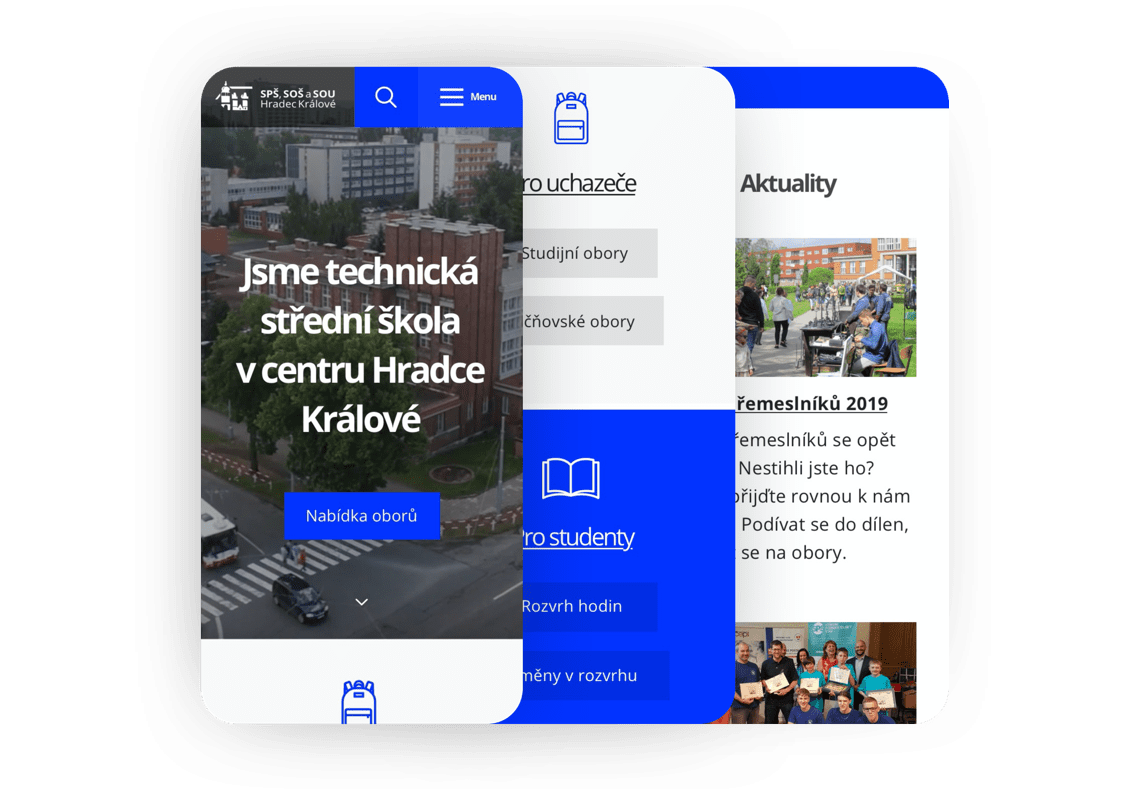 SPŠ, SOŠ a SOU
Hradec Králové
Menu
Jsme technická
střední škola
v centru Hradce
Králové
Nabídka oborů
ro uchazeče
Studijní obory
čňovské obory
ro studenty
Rozvrh hodin
měny v rozvrhu
Aktuality
řemeslníků 2019
řemeslníků se opět
Nestihli jste ho?
přijďte rovnou k nám
Podívat se do dílen,
se na obory.